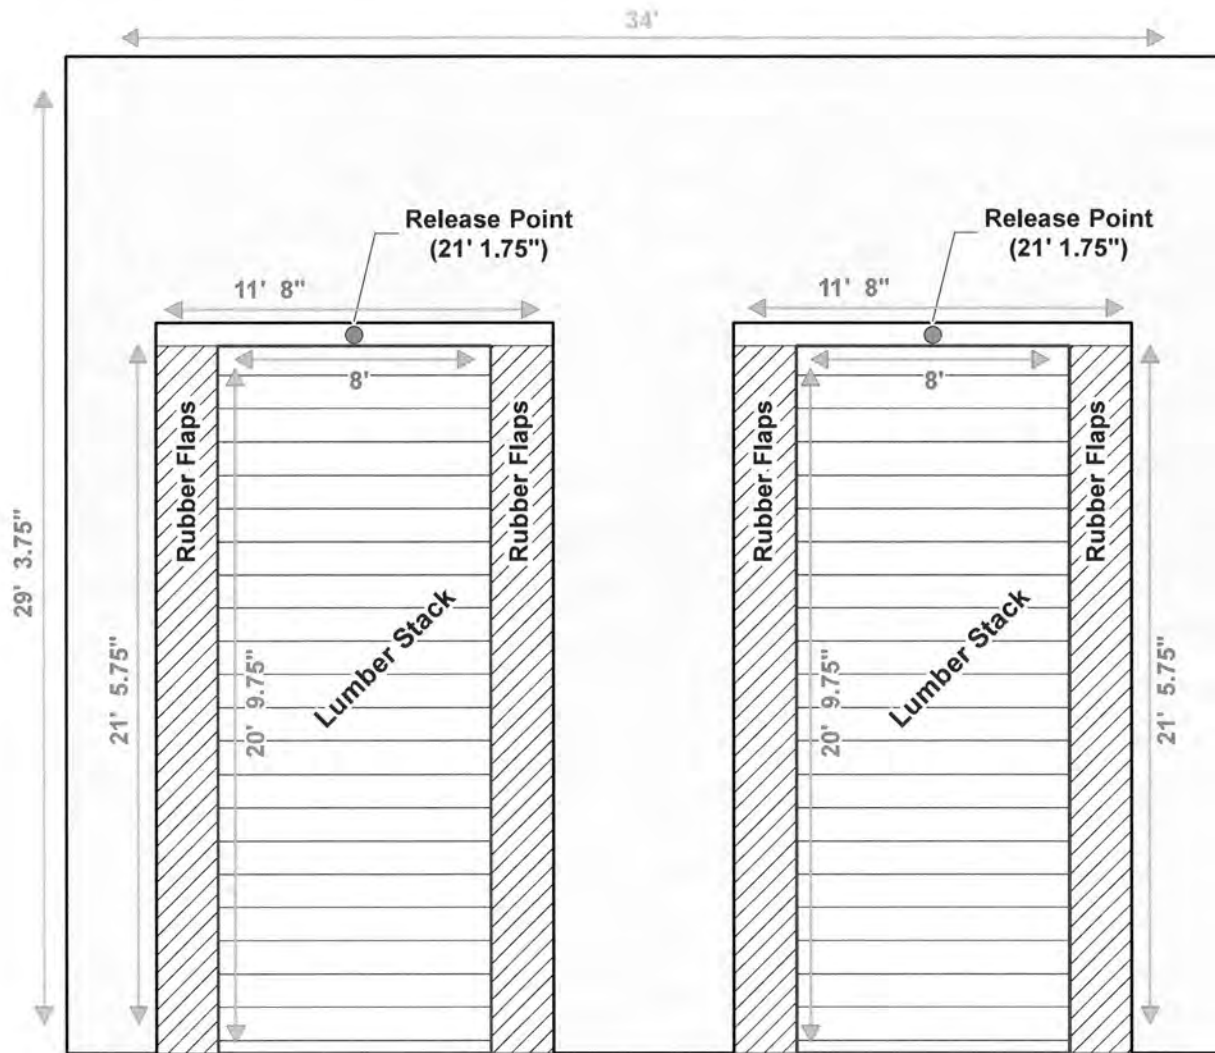 34'
Release Point
(21' 1.75")
Release Point
(21' 1.75")
11' 8"
11' 8"
8'
8'
Rubber Flaps
Rubber Flaps
Rubber Flaps
Rubber Flaps
29' 3.75"
21' 5.75"
20' 9.75"
Lumber Stack
20' 9.75"
Lumber Stack
21' 5.75"